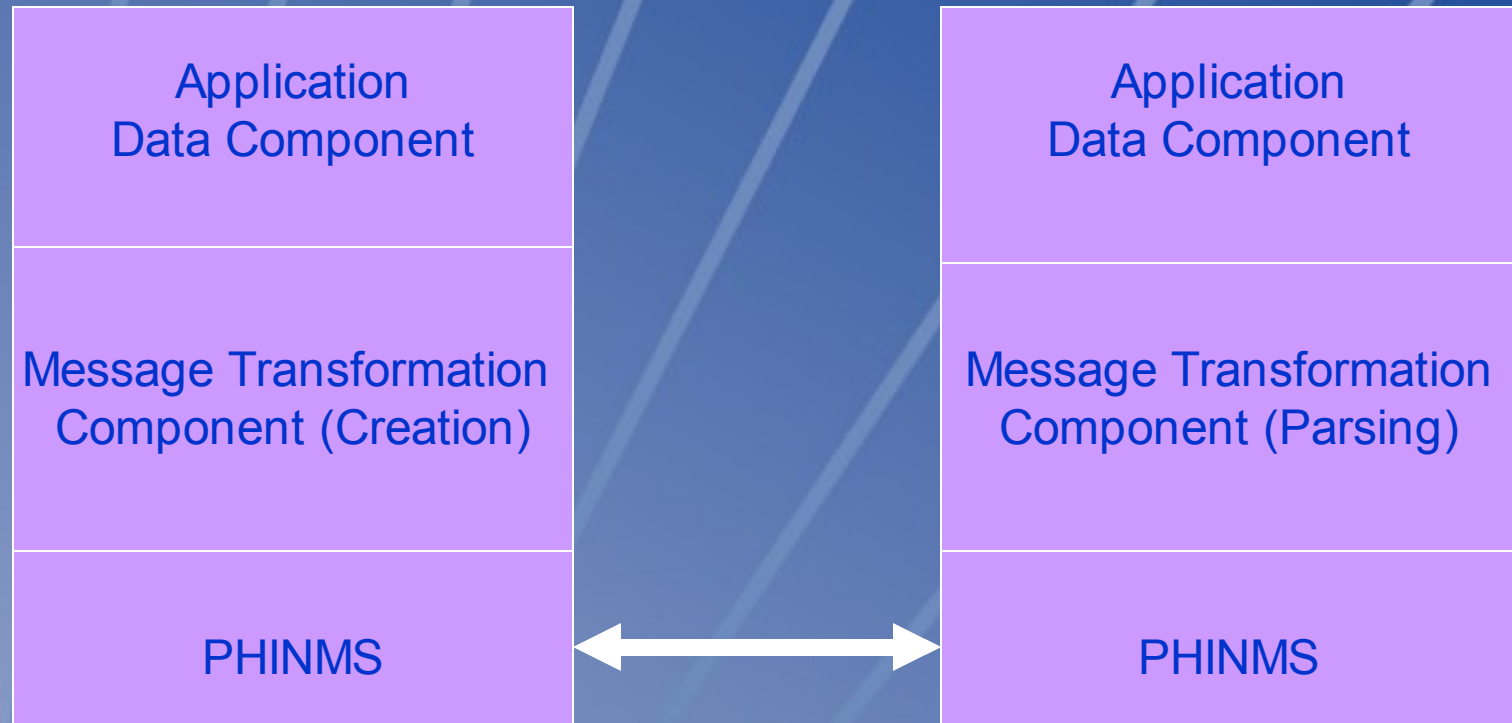 Application
Data Component
Message Transformation
Component (Creation)
PHINMS
Application
Data Component
Message Transformation
Component (Parsing)
PHINMS